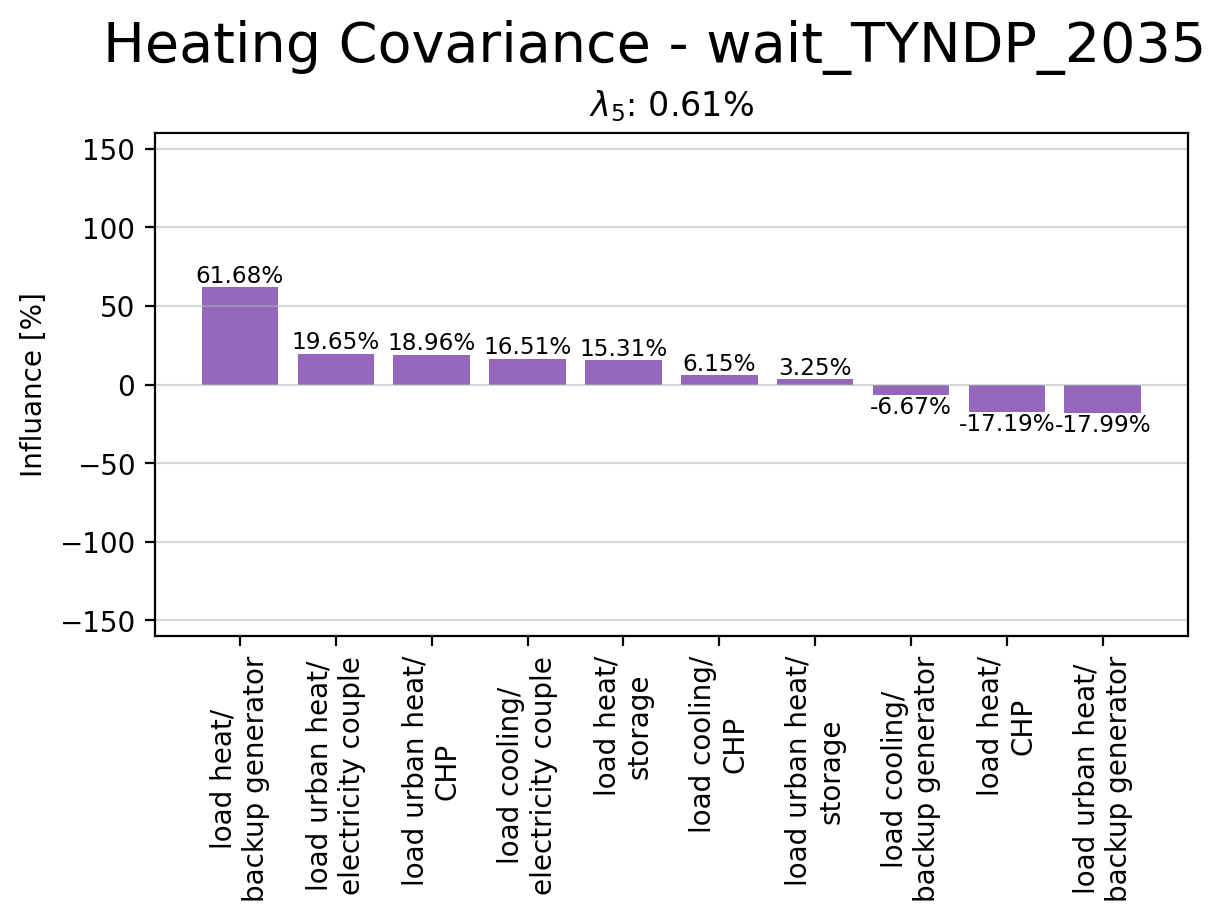 Heating Covariance - wait_TYNDP_2035
λ₅: 0.61%
150
100
50
0
−50
−100
−150
Influance [%]
61.68%
19.65%
18.96%
16.51%
15.31%
6.15%
3.25%
-6.67%
-17.19%
-17.99%
load heat/
backup generator
load urban heat/
electricity couple
load urban heat/
CHP
load cooling/
electricity couple
load heat/
storage
load cooling/
CHP
load urban heat/
storage
load cooling/
backup generator
load heat/
CHP
load urban heat/
backup generator